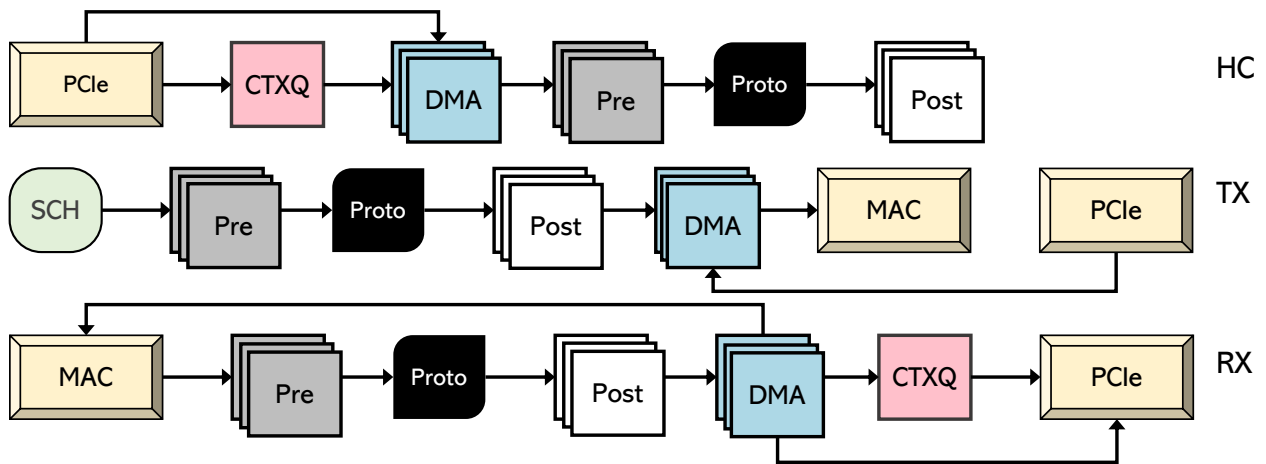 PCIe CTXQ DMA Pre Proto Post HC
SCH Pre Proto Post DMA MAC PCIe TX
MAC Pre Proto Post DMA CTXQ PCIe RX